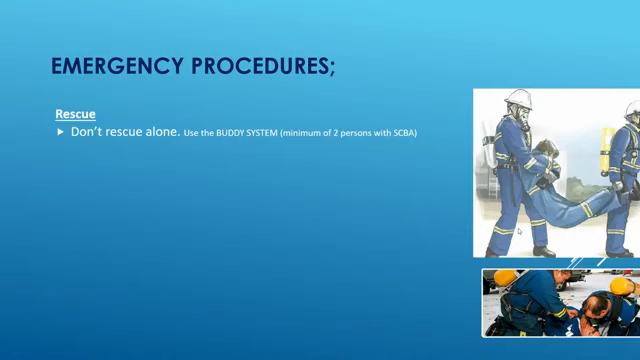 EMERGENCY PROCEDURES;
Rescue
Don't rescue alone. Use the BUDDY SYSTEM (minimum of 2 persons with SCBA)